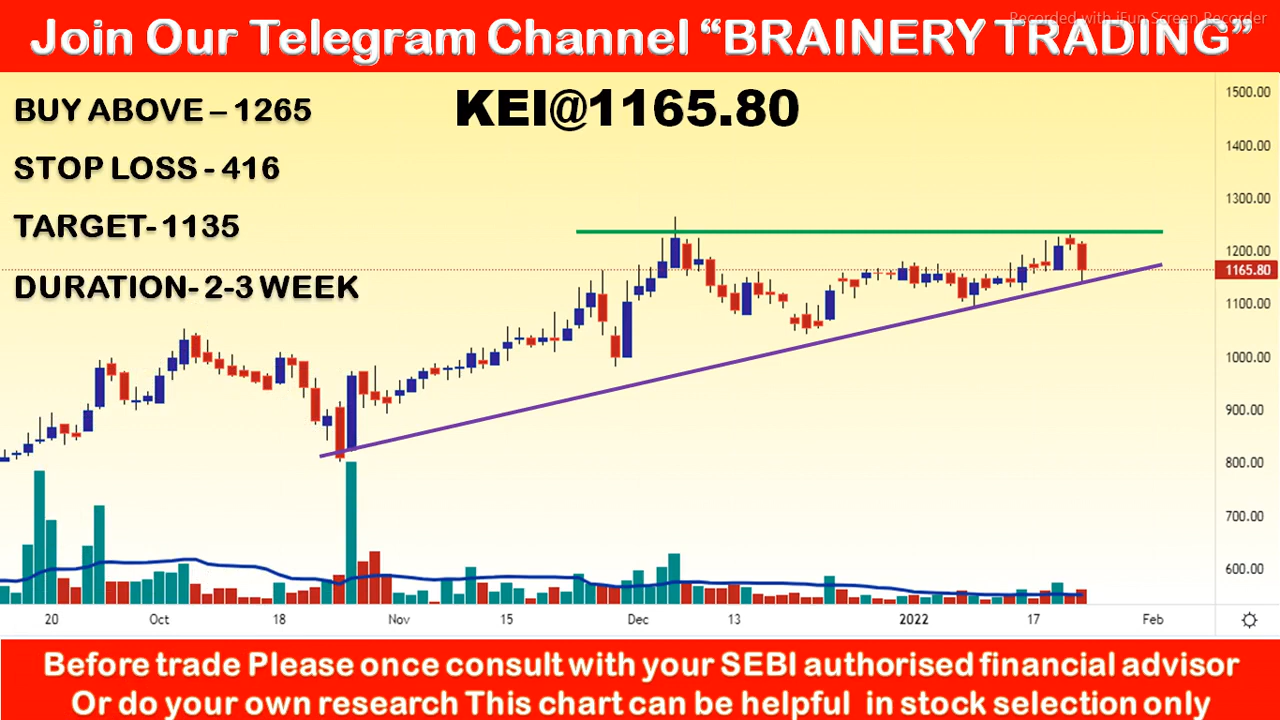 Recorded with iFun Screen Recorder
Join Our Telegram Channel “BRAINERY TRADING”
BUY ABOVE – 1265
KEI@1165.80
STOP LOSS - 416
TARGET- 1135
DURATION- 2-3 WEEK
1500.00
1400.00
1300.00
1200.00
1165.80
1100.00
1000.00
900.00
800.00
700.00
600.00
20 Oct 18 Nov 15 Dec 13 2022 17 Feb
Before trade Please once consult with your SEBI authorised financial advisor
Or do your own research This chart can be helpful in stock selection only